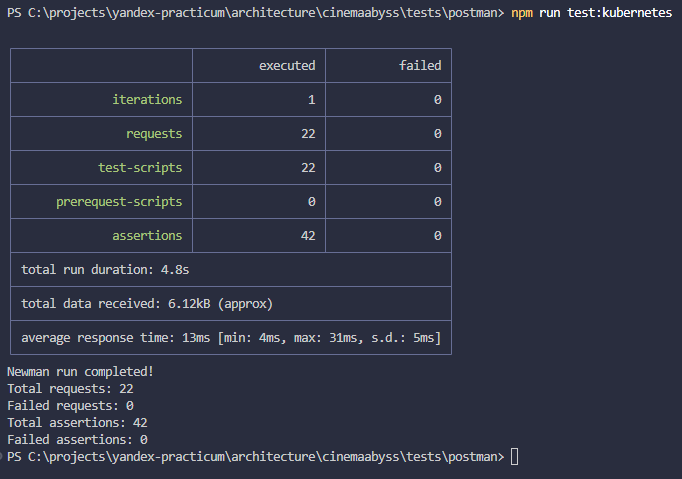 PS C:\projects\yandex-practicum\architecture\cinemaabyss\tests\postman> npm run test:kubernetes
executed failed
iterations 1 0
requests 22 0
test-scripts 22 0
prerequest-scripts 0 0
assertions 42 0
total run duration: 4.8s
total data received: 6.12kB (approx)
average response time: 13ms [min: 4ms, max: 31ms, s.d.: 5ms]
Newman run completed!
Total requests: 22
Failed requests: 0
Total assertions: 42
Failed assertions: 0
PS C:\projects\yandex-practicum\architecture\cinemaabyss\tests\postman>